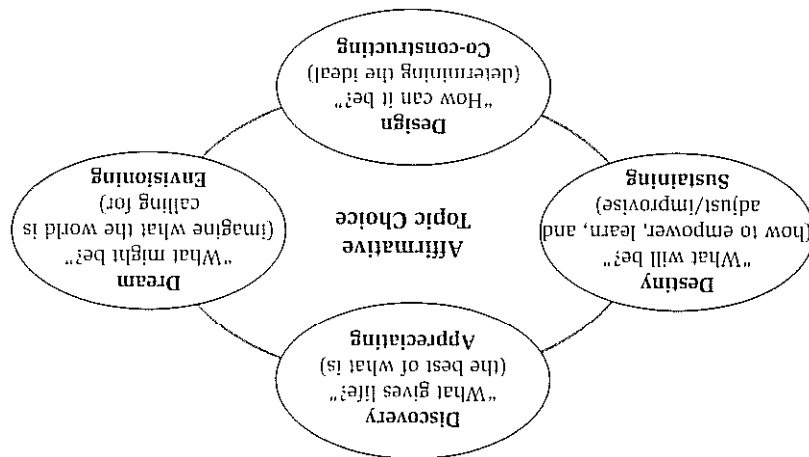 Discovery
"What gives life?"
(the best of what is)
Appreciating
Destiny
"What will be?"
(how to empower, learn, and
adjust/improvise)
Sustaining
Affirmative
Topic Choice
Dream
"What might be?"
(imagine what the world is
calling for)
Envisioning
Design
"How can it be?"
(determining the ideal)
Co-constructing